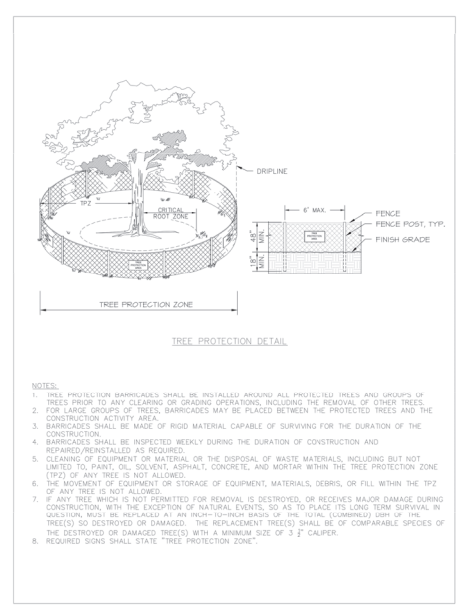 DRIPLINE
TPZ
CRITICAL
ROOT ZONE
6' MAX.
FENCE
FENCE POST, TYP.
FINISH GRADE
48"
MIN.
18"
MIN.
TREE
PROTECTION
TREE PROTECTION ZONE
TREE PROTECTION DETAIL
NOTES:
1. TREE PROTECTION BARRICADES SHALL BE INSTALLED AROUND ALL PROTECTED TREES AND GROUPS OF
TREES PRIOR TO ANY CLEARING OR GRADING OPERATIONS, INCLUDING THE REMOVAL OF OTHER TREES.
2. FOR LARGE GROUPS OF TREES, BARRICADES MAY BE PLACED BETWEEN THE PROTECTED TREES AND THE
CONSTRUCTION ACTIVITY AREA.
3. BARRICADES SHALL BE MADE OF RIGID MATERIAL CAPABLE OF SURVIVING FOR THE DURATION OF THE
CONSTRUCTION.
4. BARRICADES SHALL BE INSPECTED WEEKLY DURING THE DURATION OF CONSTRUCTION AND
REPAIRED/REINSTALLED AS REQUIRED.
5. CLEANING OF EQUIPMENT OR MATERIAL OR THE DISPOSAL OF WASTE MATERIALS, INCLUDING BUT NOT
LIMITED TO, PAINT, OIL, SOLVENT, ASPHALT, CONCRETE, AND MORTAR WITHIN THE TREE PROTECTION ZONE
(TPZ) OF ANY TREE IS NOT ALLOWED.
6. THE MOVEMENT OF EQUIPMENT OR STORAGE OF EQUIPMENT, MATERIALS, DEBRIS, OR FILL WITHIN THE TPZ
OF ANY TREE IS NOT ALLOWED.
7. IF ANY TREE WHICH IS NOT PERMITTED FOR REMOVAL IS DESTROYED, OR RECEIVES MAJOR DAMAGE DURING
CONSTRUCTION, WITH THE EXCEPTION OF NATURAL EVENTS, SO AS TO PLACE ITS LONG TERM SURVIVAL IN
QUESTION, MUST BE REPLACED AT AN INCH-TO-INCH BASIS OF THE TOTAL (COMBINED) DBH OF THE
TREE(S) SO DESTROYED OR DAMAGED. THE REPLACEMENT TREE(S) SHALL BE OF COMPARABLE SPECIES OF
THE DESTROYED OR DAMAGED TREE(S) WITH A MINIMUM SIZE OF 3 ½" CALIPER.
8. REQUIRED SIGNS SHALL STATE "TREE PROTECTION ZONE".